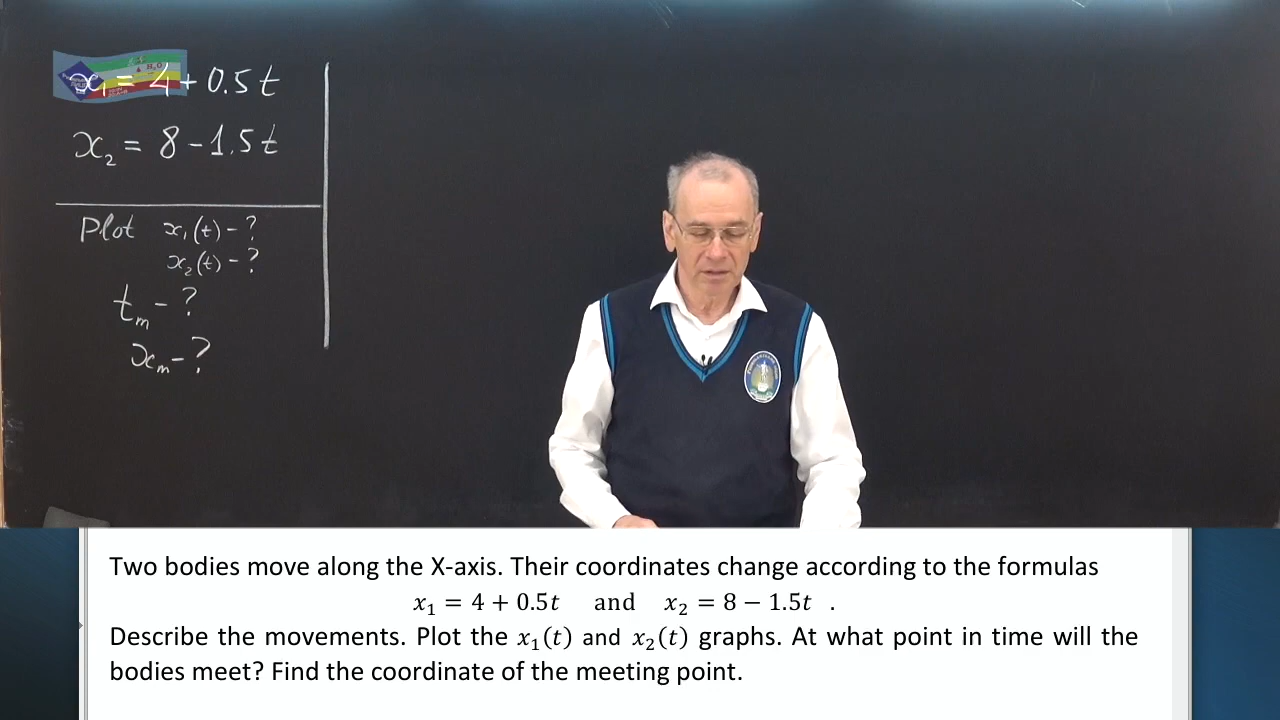 x₁ = 4 + 0.5 t
x₂ = 8 – 1.5 t
Plot x₁(t) – ?
x₂(t) – ?
tₘ – ?
xₘ – ?
Two bodies move along the X-axis. Their coordinates change according to the formulas
x₁ = 4 + 0.5t and x₂ = 8 − 1.5t .
Describe the movements. Plot the x₁(t) and x₂(t) graphs. At what point in time will the
bodies meet? Find the coordinate of the meeting point.